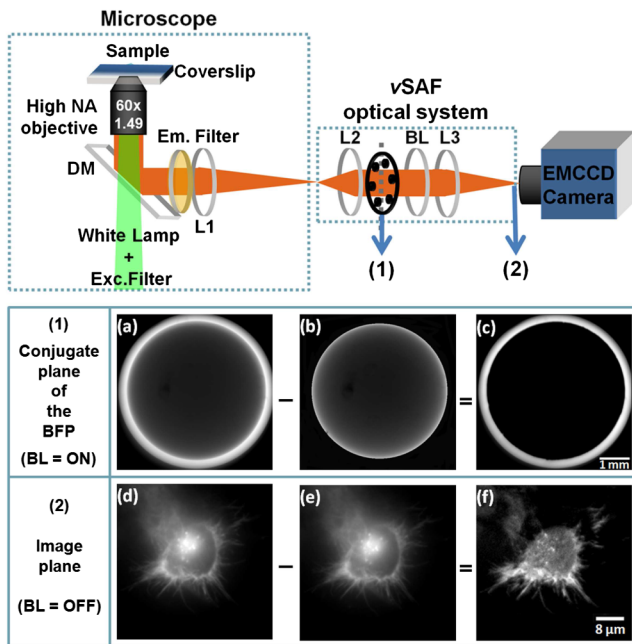 Microscope
Sample
Coverslip
High NA
objective
60x
1.49
Em. Filter
DM
L1
White Lamp
+
Exc.Filter
vSAF
optical system
L2
BL
L3
EMCCD
Camera
(1)
(2)
(1)
Conjugate
plane
of
the
BFP
(BL = ON)
(a)
−
(b)
=
(c)
1 mm
(2)
Image
plane
(BL = OFF)
(d)
−
(e)
=
(f)
8 μm